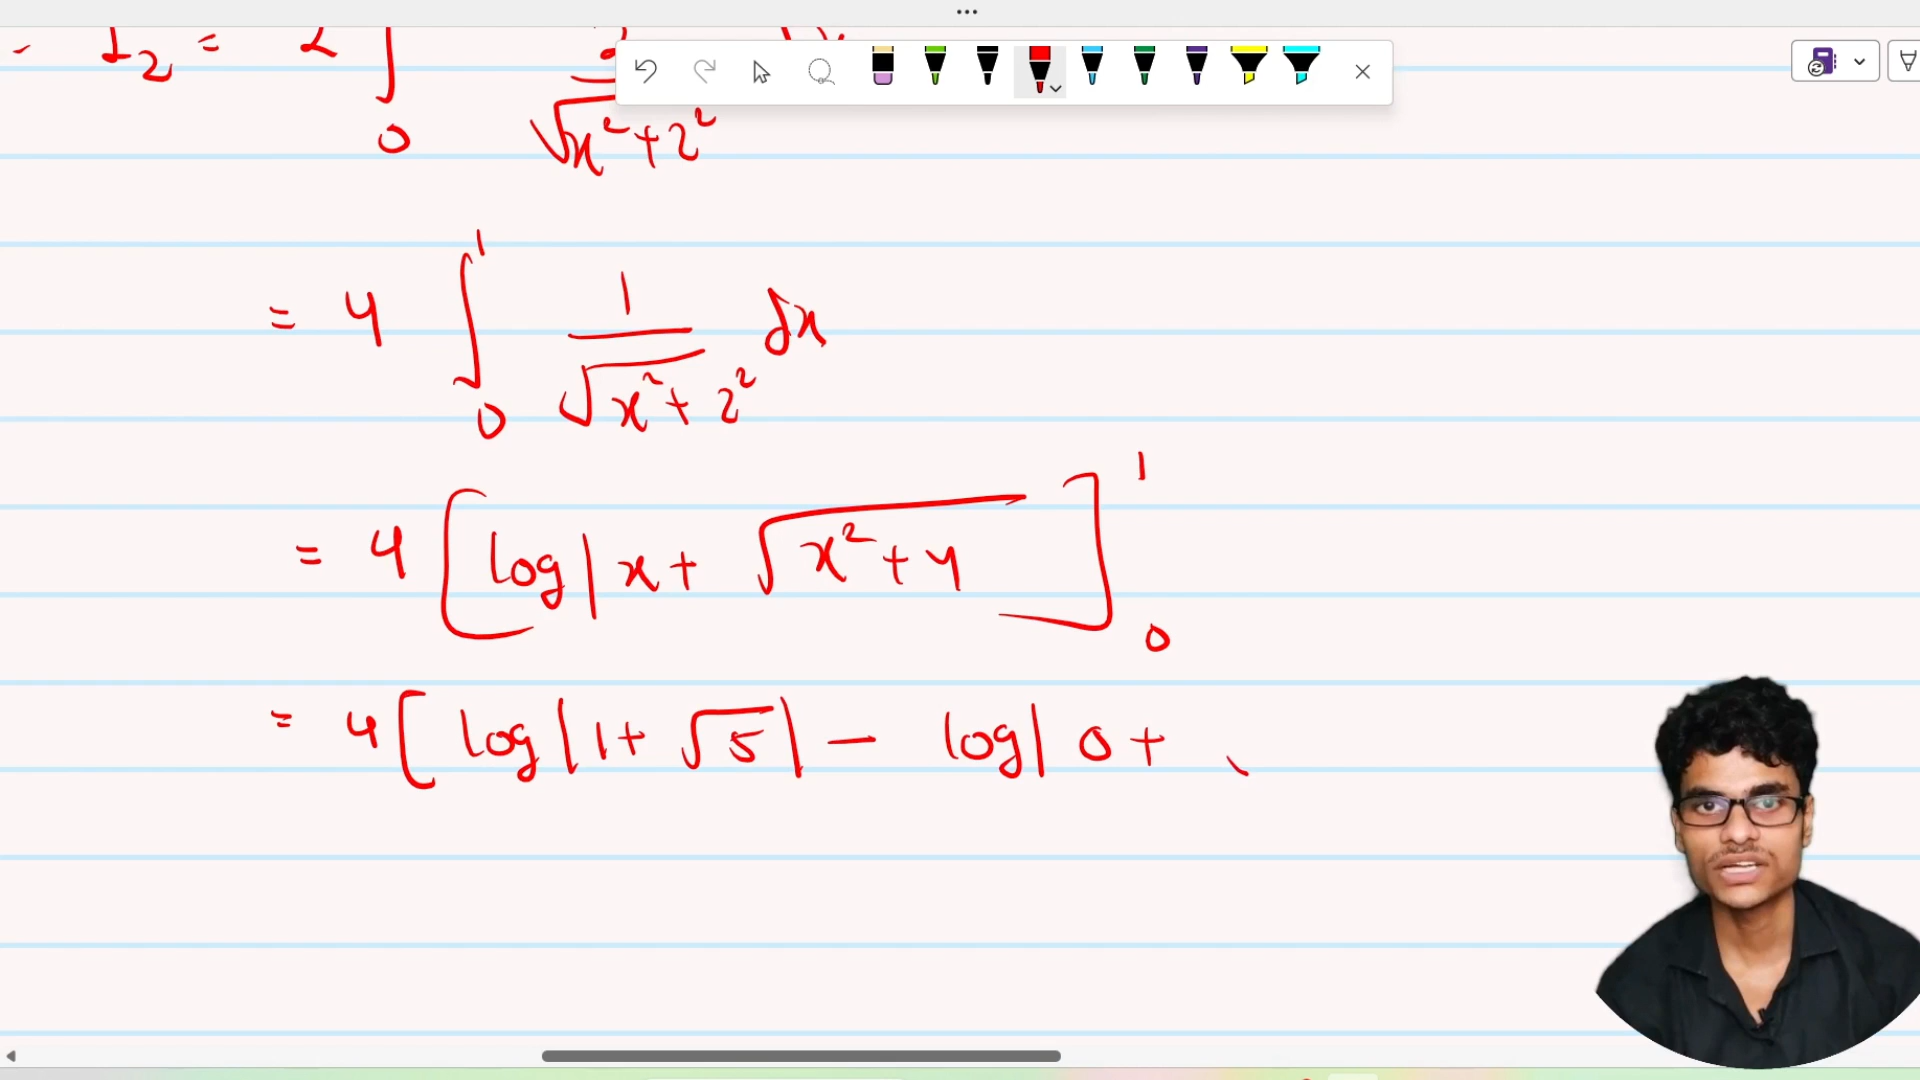 - I₂ = 2 ∫₀ 2/√x²+2²
= 4 ∫₀¹ 1/√x²+2² dx
= 4 [log|x+ √x²+4]₀¹
= 4[log|1+ √5| - log|0+